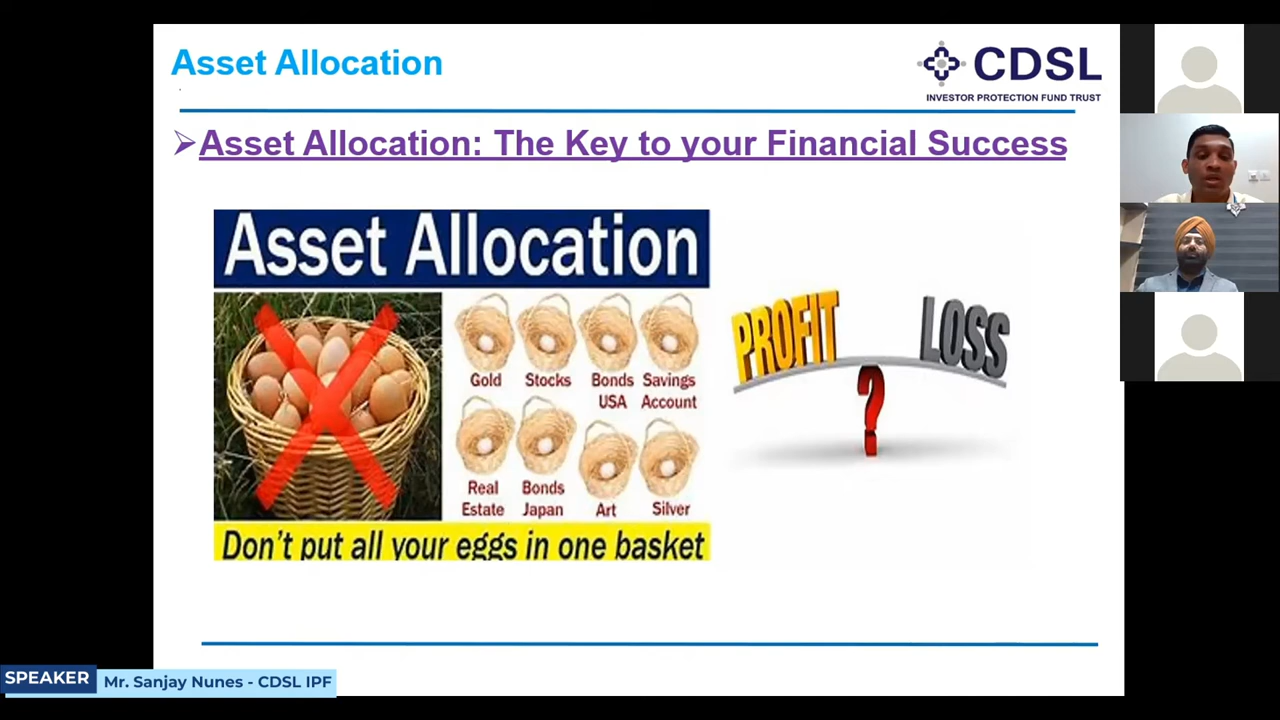 Asset Allocation
CDSL
INVESTOR PROTECTION FUND TRUST
Asset Allocation: The Key to your Financial Success
Asset Allocation
Gold
Stocks
Bonds
USA
Savings
Account
Real
Estate
Bonds
Japan
Art
Silver
Don't put all your eggs in one basket
PROFIT
LOSS
?
SPEAKER
Mr. Sanjay Nunes - CDSL IPF